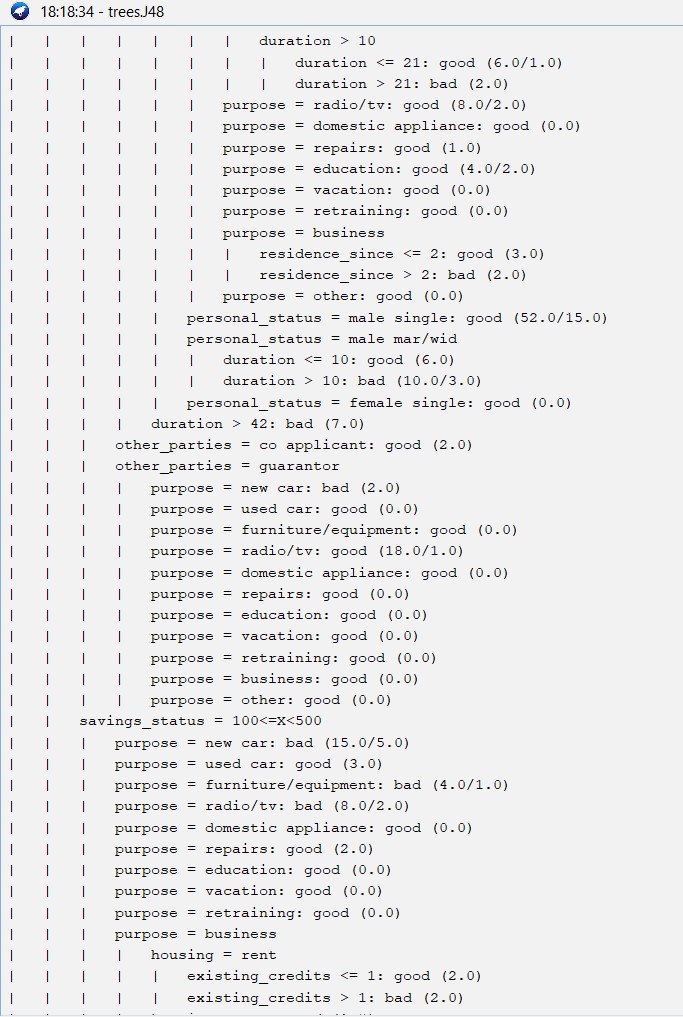 18:18:34 - trees.J48
| | | | | | | duration > 10
| | | | | | | | duration <= 21: good (6.0/1.0)
| | | | | | | | duration > 21: bad (2.0)
| | | | | | purpose = radio/tv: good (8.0/2.0)
| | | | | | purpose = domestic appliance: good (0.0)
| | | | | | purpose = repairs: good (1.0)
| | | | | | purpose = education: good (4.0/2.0)
| | | | | | purpose = vacation: good (0.0)
| | | | | | purpose = retraining: good (0.0)
| | | | | | purpose = business
| | | | | | | residence_since <= 2: good (3.0)
| | | | | | | residence_since > 2: bad (2.0)
| | | | | | purpose = other: good (0.0)
| | | | | personal_status = male single: good (52.0/15.0)
| | | | | personal_status = male mar/wid
| | | | | | duration <= 10: good (6.0)
| | | | | | duration > 10: bad (10.0/3.0)
| | | | | personal_status = female single: good (0.0)
| | | | duration > 42: bad (7.0)
| | | other_parties = co applicant: good (2.0)
| | | other_parties = guarantor
| | | | purpose = new car: bad (2.0)
| | | | purpose = used car: good (0.0)
| | | | purpose = furniture/equipment: good (0.0)
| | | | purpose = radio/tv: good (18.0/1.0)
| | | | purpose = domestic appliance: good (0.0)
| | | | purpose = repairs: good (0.0)
| | | | purpose = education: good (0.0)
| | | | purpose = vacation: good (0.0)
| | | | purpose = retraining: good (0.0)
| | | | purpose = business: good (0.0)
| | | | purpose = other: good (0.0)
| | savings_status = 100<=X<500
| | | purpose = new car: bad (15.0/5.0)
| | | purpose = used car: good (3.0)
| | | purpose = furniture/equipment: bad (4.0/1.0)
| | | purpose = radio/tv: bad (8.0/2.0)
| | | purpose = domestic appliance: good (0.0)
| | | purpose = repairs: good (2.0)
| | | purpose = education: good (0.0)
| | | purpose = vacation: good (0.0)
| | | purpose = retraining: good (0.0)
| | | purpose = business
| | | | housing = rent
| | | | | existing_credits <= 1: good (2.0)
| | | | | existing_credits > 1: bad (2.0)